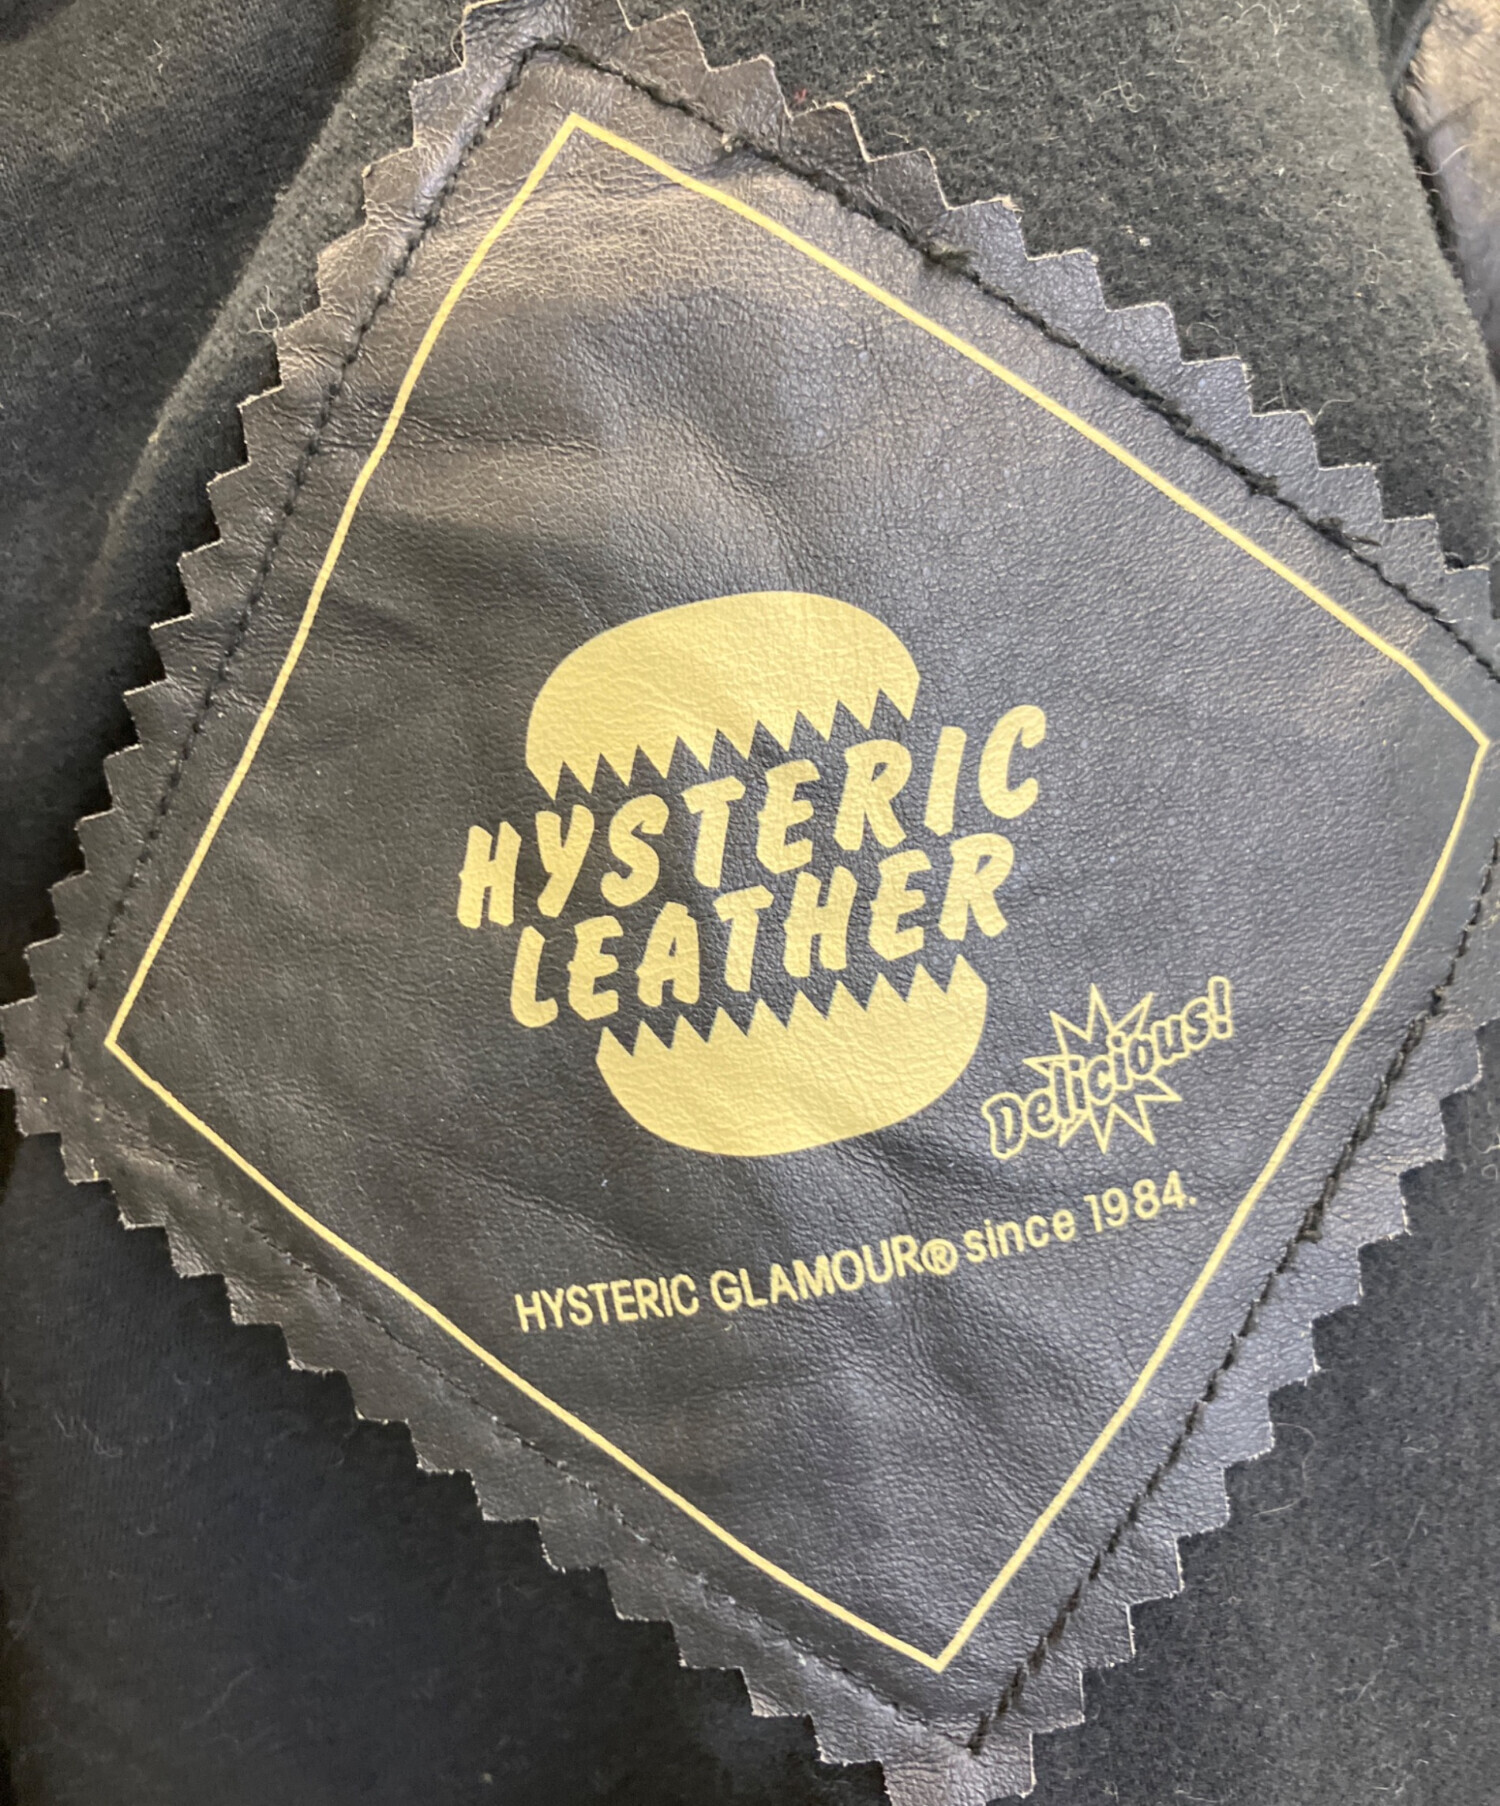 HYSTERIC
LEATHER
Delicious!
HYSTERIC GLAMOUR® since 1984.